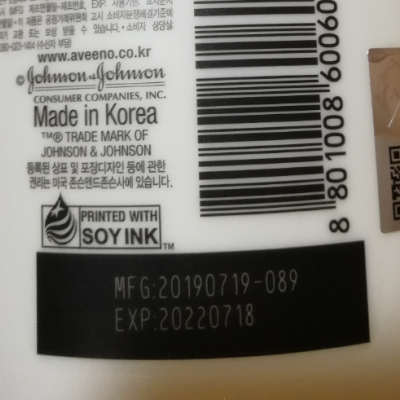 www.aveeno.co.kr
© Johnson & Johnson
CONSUMER COMPANIES, INC.
Made in Korea
™® TRADE MARK OF
JOHNSON & JOHNSON
등록된 상표 및 포장디자인 등에 관한
권리는 미국 존슨앤드존슨사에 있습니다.
PRINTED WITH
SOY INK™
8 801008 60060
MFG:20190719-089
EXP:20220718